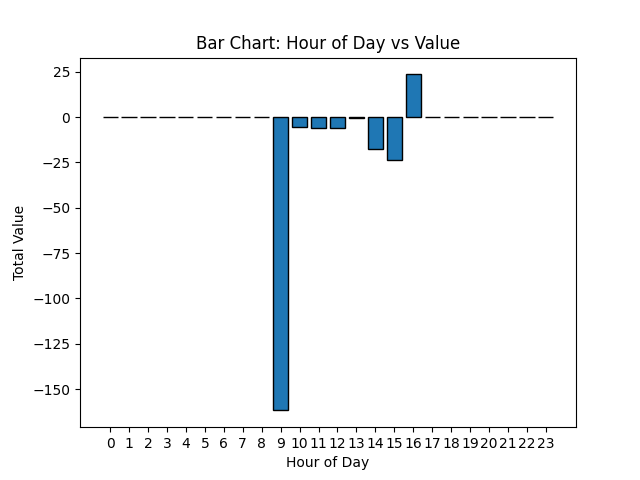 Bar Chart: Hour of Day vs Value
Total Value
25
0
−25
−50
−75
−100
−125
−150
0 1 2 3 4 5 6 7 8 9 10 11 12 13 14 15 16 17 18 19 20 21 22 23
Hour of Day